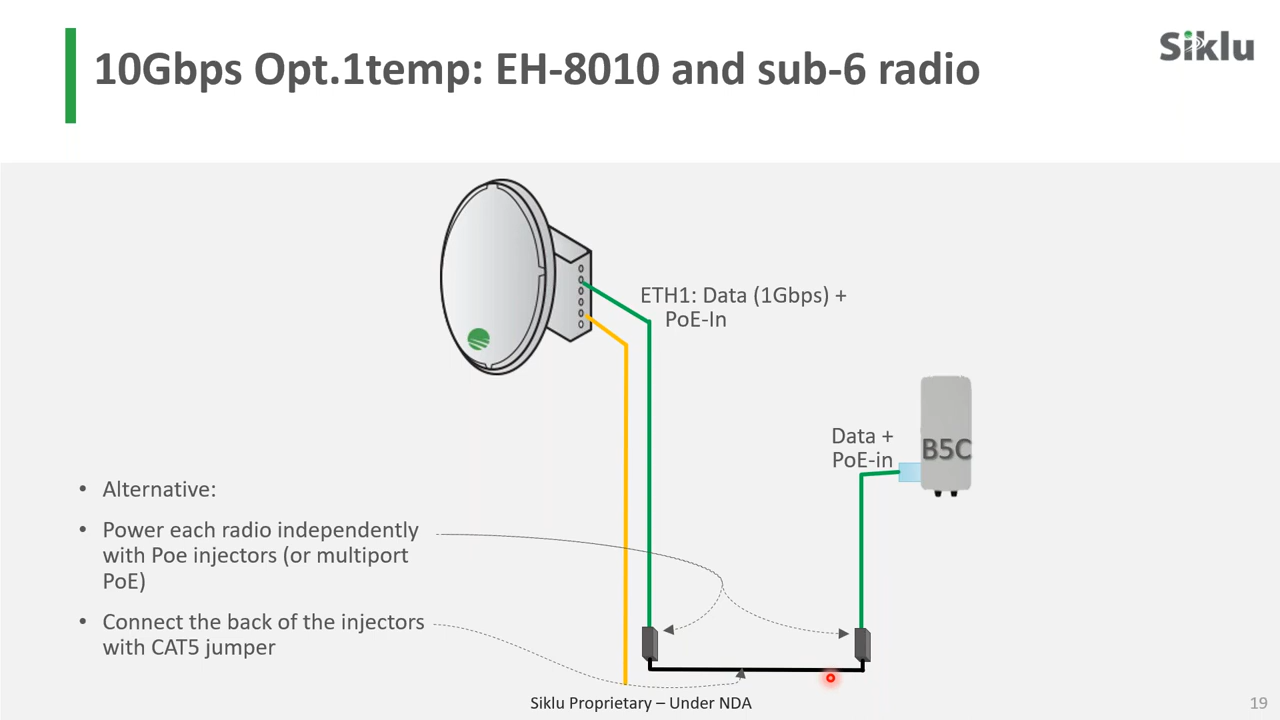 10Gbps Opt.1temp: EH-8010 and sub-6 radio
Siklu
ETH1: Data (1Gbps) +
PoE-In
Data +
PoE-in
B5C
• Alternative:
• Power each radio independently
with Poe injectors (or multiport
PoE)
• Connect the back of the injectors
with CAT5 jumper
Siklu Proprietary – Under NDA
19